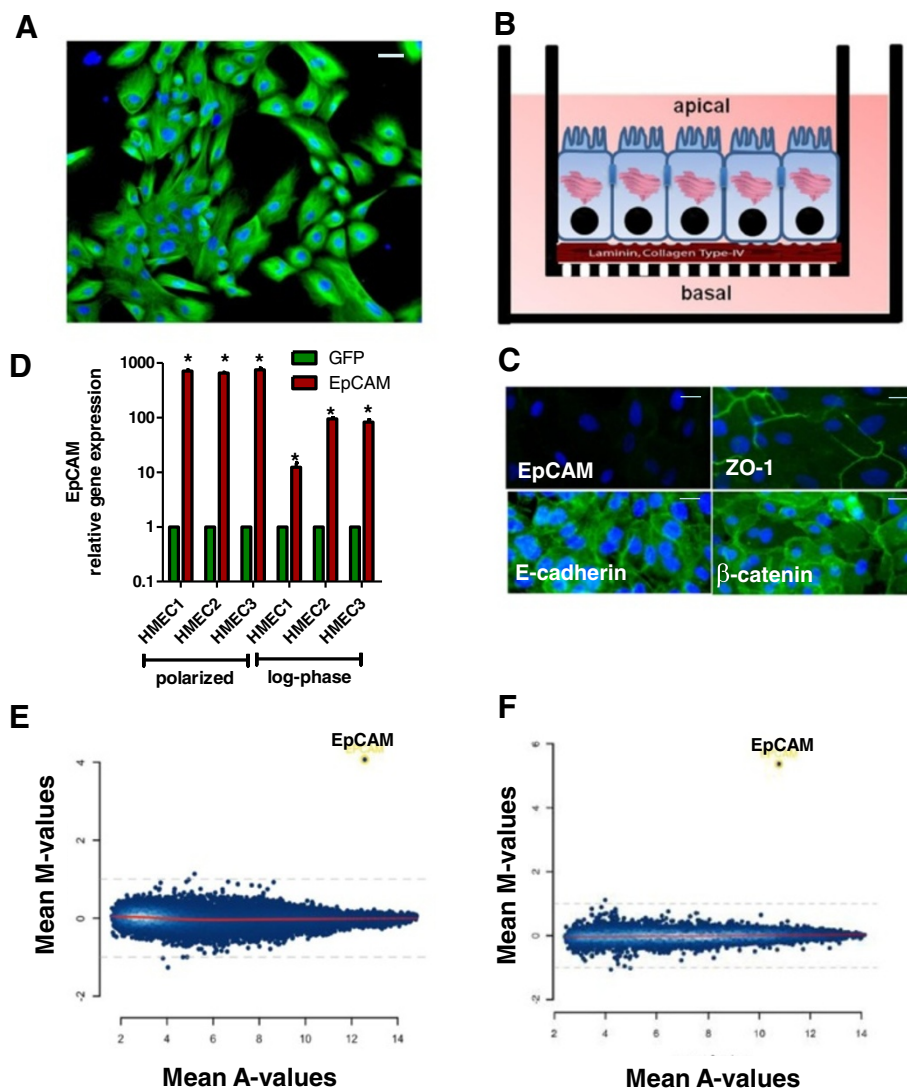 A
B
apical
Laminin, Collagen Type-IV
basal
D
1000
100
10
1
0.1
EpCAM
relative gene expression
GFP
EpCAM
* * * * * *
HMEC1 HMEC2 HMEC3 HMEC1 HMEC2 HMEC3
polarized log-phase
C
EpCAM
ZO-1
E-cadherin
β-catenin
E
EpCAM
Mean M-values
4
2
0
-2
2 4 6 8 10 12 14
Mean A-values
F
EpCAM
Mean M-values
6
4
2
0
-2
2 4 6 8 10 12 14
Mean A-values